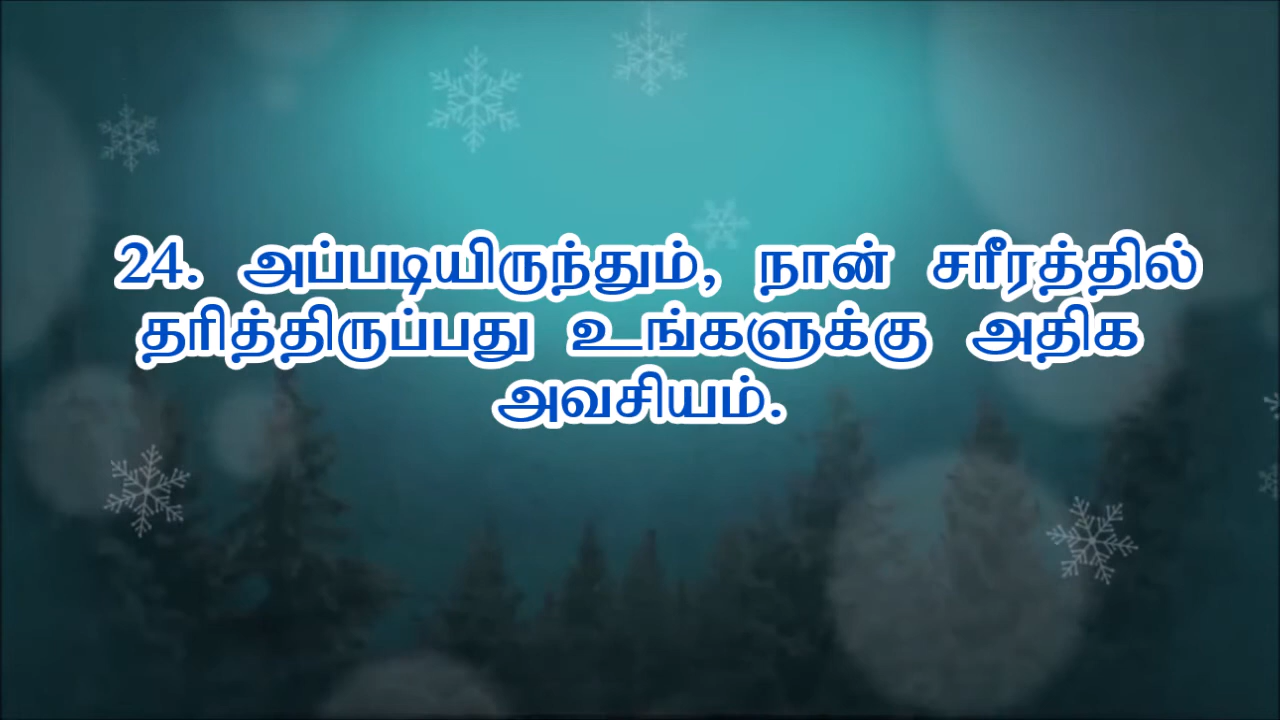 24. அப்படியிருந்தும், நான் சரீரத்தில்
தரித்திருப்பது உங்களுக்கு அதிக
அவசியம்.